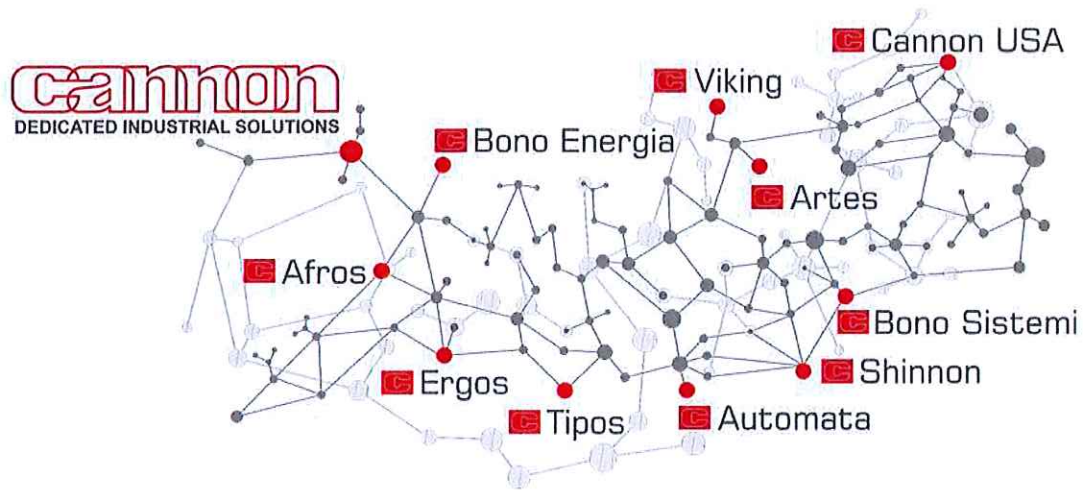 cannon
DEDICATED INDUSTRIAL SOLUTIONS
Cannon USA
Viking
Bono Energia
Artes
Afros
Bono Sistemi
Shinnon
Ergos
Tipos
Automata